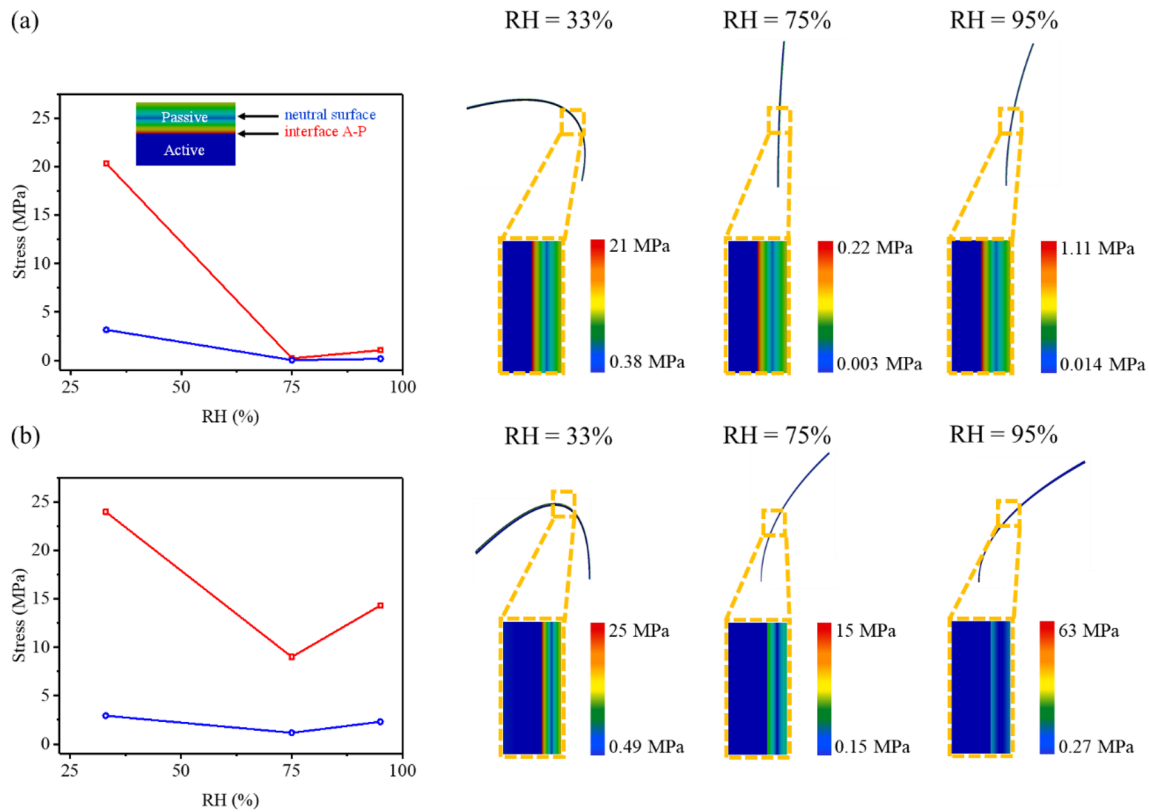 (a)
RH = 33%
RH = 75%
RH = 95%
Stress (MPa)
25
20
15
10
5
0
Passive
Active
neutral surface
interface A-P
25
50
75
100
RH (%)
21 MPa
0.38 MPa
0.22 MPa
0.003 MPa
1.11 MPa
0.014 MPa
(b)
RH = 33%
RH = 75%
RH = 95%
Stress (MPa)
25
20
15
10
5
0
25
50
75
100
RH (%)
25 MPa
0.49 MPa
15 MPa
0.15 MPa
63 MPa
0.27 MPa